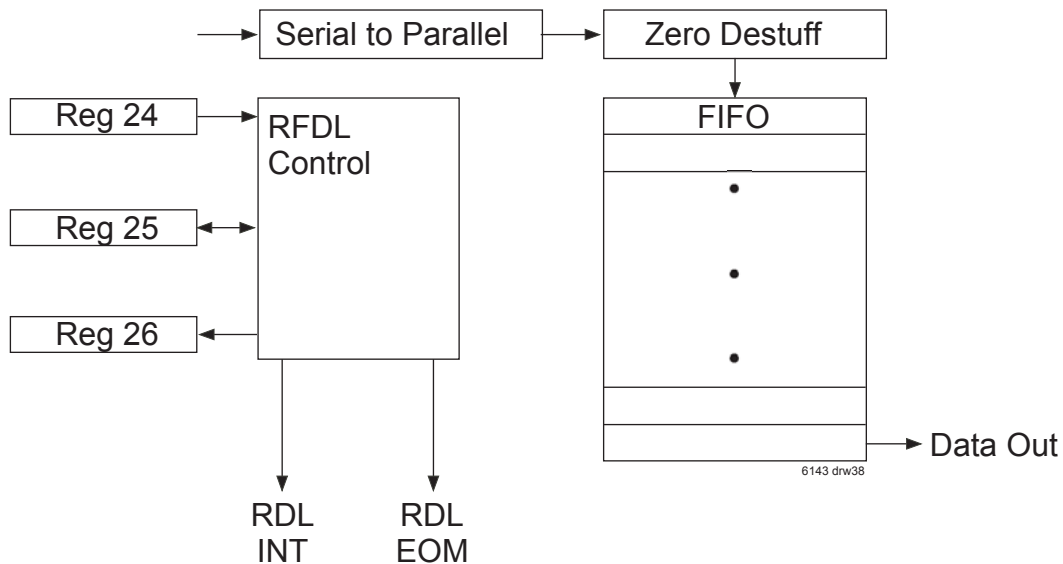 Serial to Parallel
Zero Destuff
Reg 24
RFDL
Control
FIFO
Reg 25
Reg 26
Data Out
6143 drw38
RDL
INT
RDL
EOM